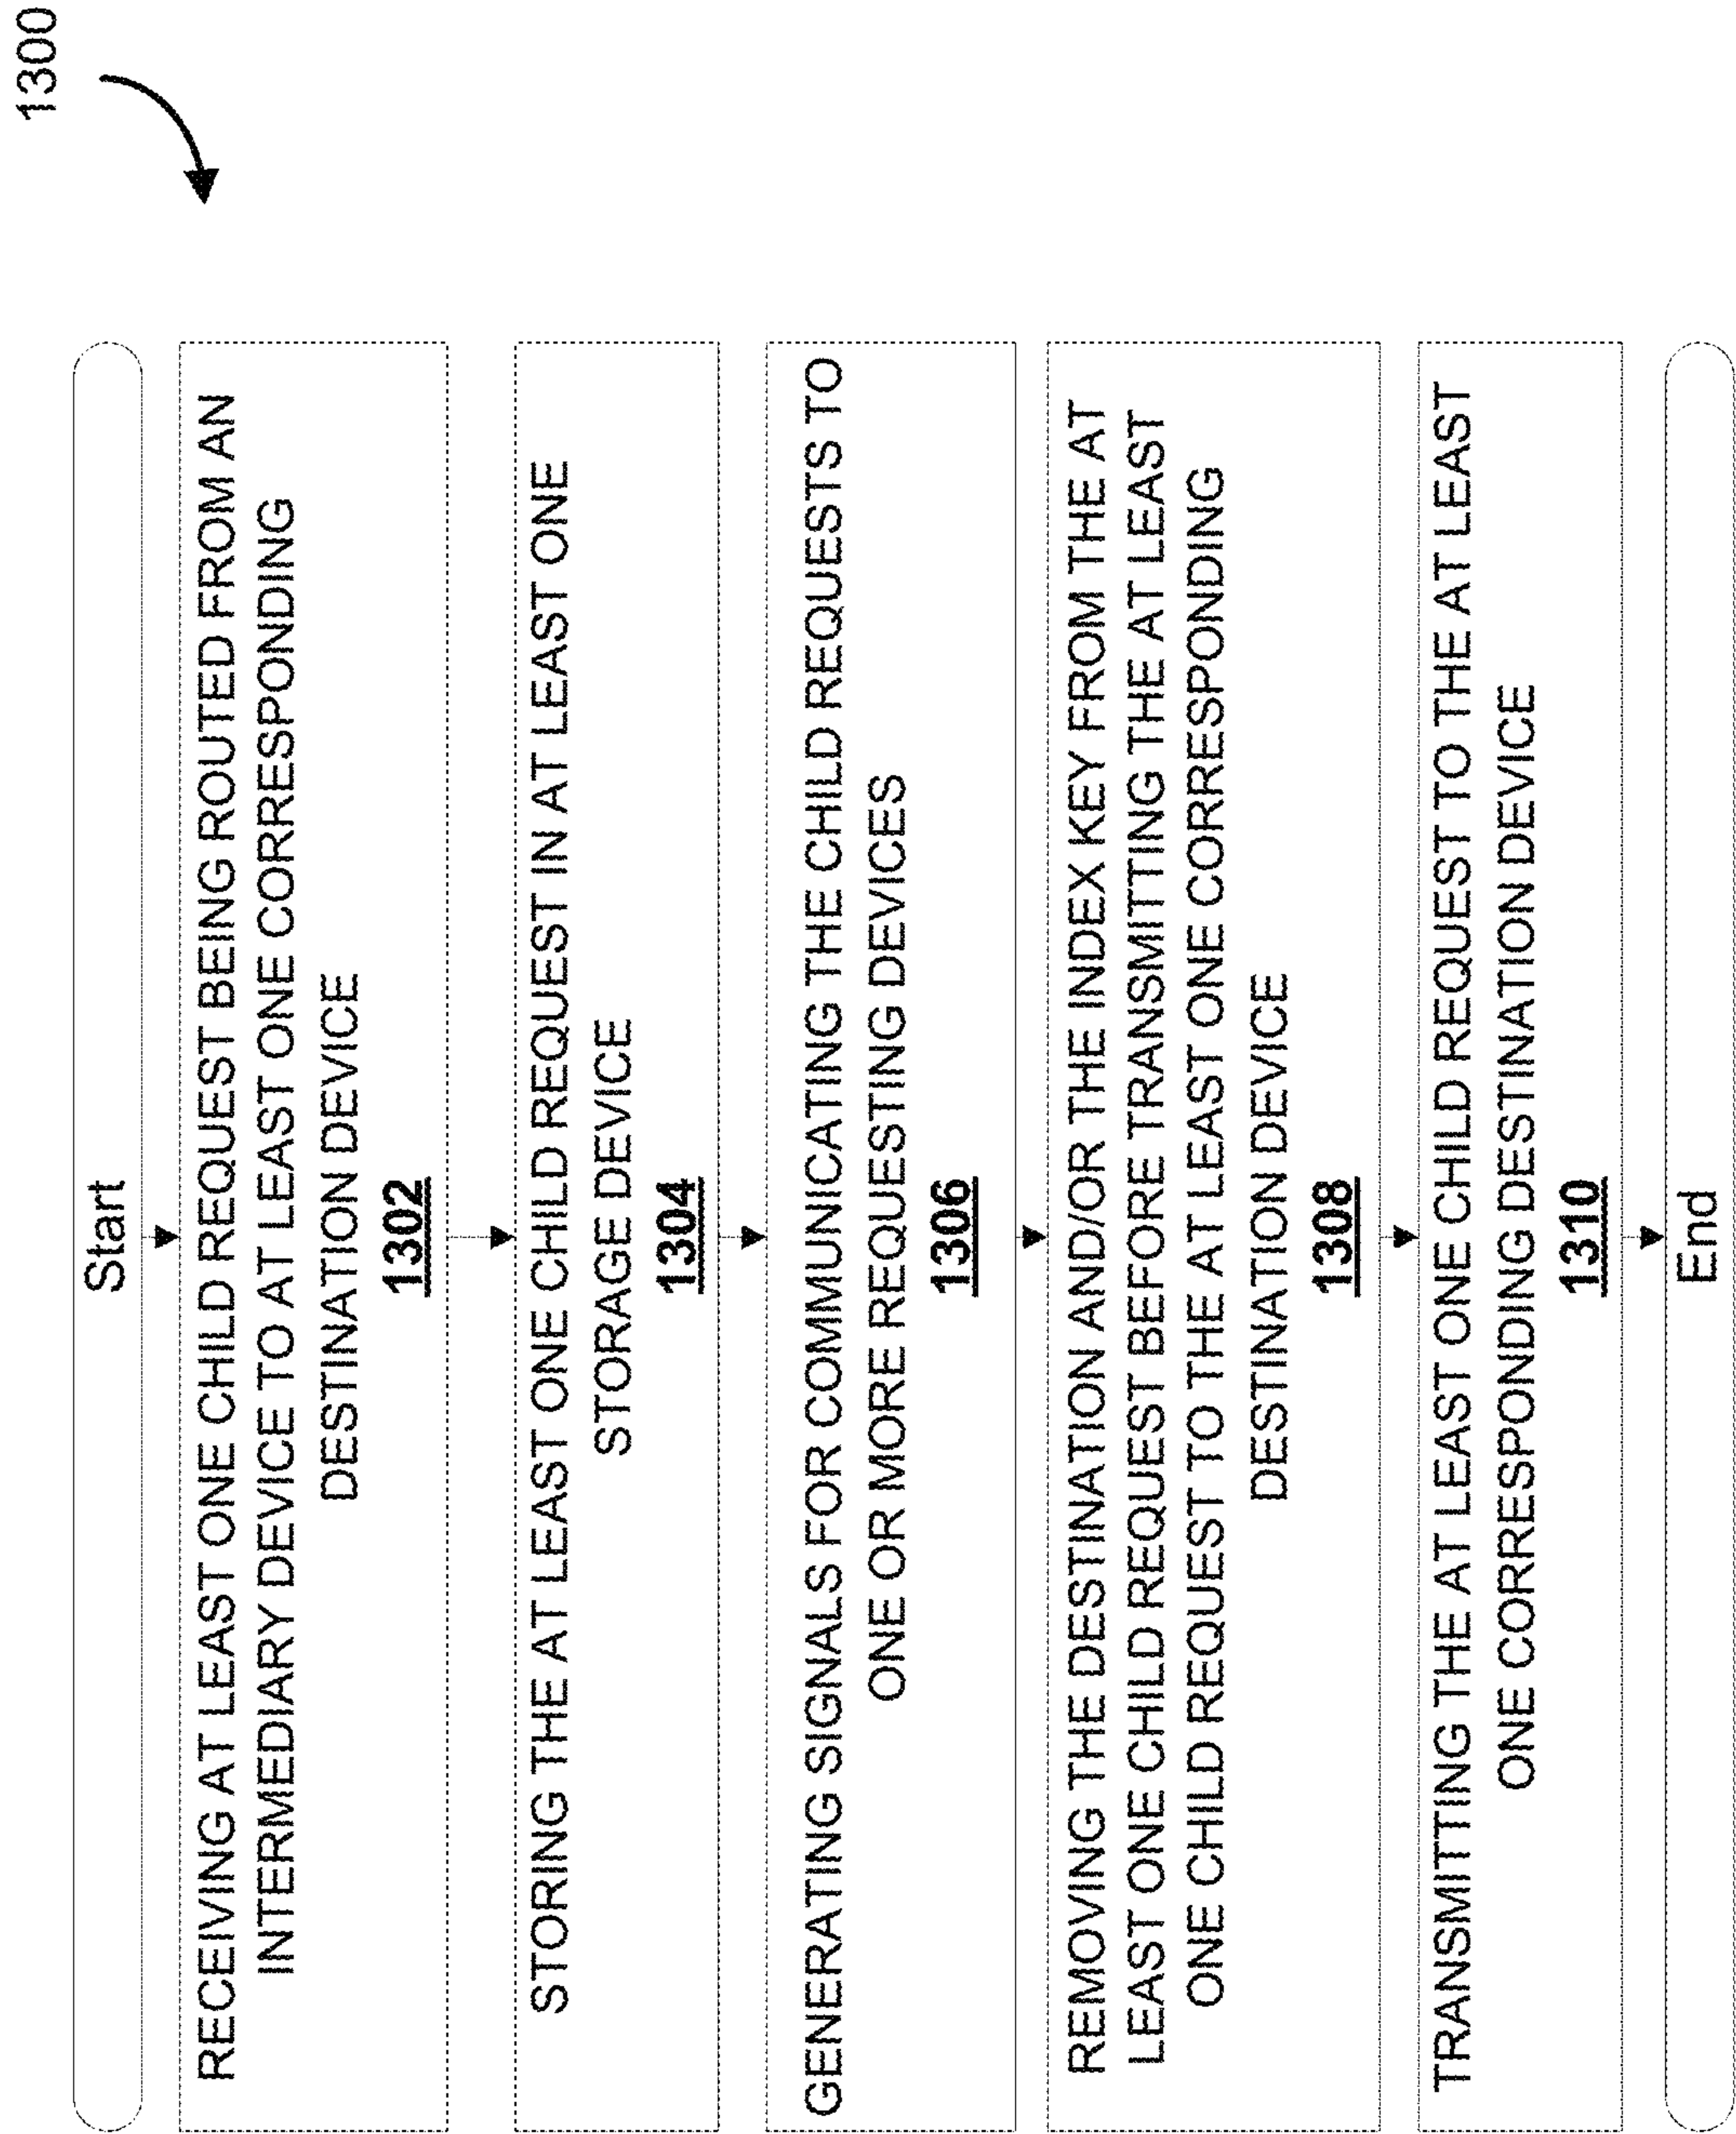 1300
Start
RECEIVING AT LEAST ONE CHILD REQUEST BEING ROUTED FROM AN
INTERMEDIARY DEVICE TO AT LEAST ONE CORRESPONDING
DESTINATION DEVICE
1302
STORING THE AT LEAST ONE CHILD REQUEST IN AT LEAST ONE
STORAGE DEVICE
1304
GENERATING SIGNALS FOR COMMUNICATING THE CHILD REQUESTS TO
ONE OR MORE REQUESTING DEVICES
1306
REMOVING THE DESTINATION AND/OR THE INDEX KEY FROM THE AT
LEAST ONE CHILD REQUEST BEFORE TRANSMITTING THE AT LEAST
ONE CHILD REQUEST TO THE AT LEAST ONE CORRESPONDING
DESTINATION DEVICE
1308
TRANSMITTING THE AT LEAST ONE CHILD REQUEST TO THE AT LEAST
ONE CORRESPONDING DESTINATION DEVICE
1310
End